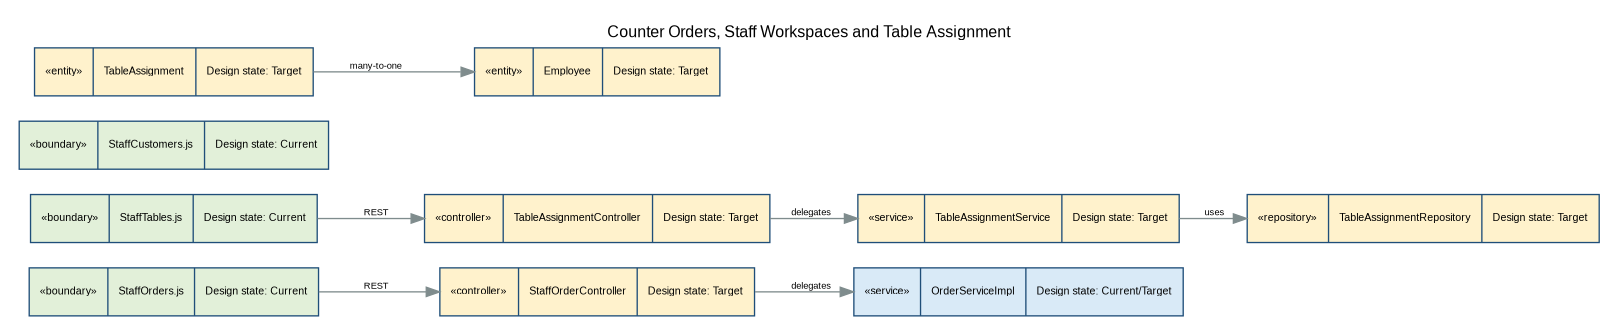 Counter Orders, Staff Workspaces and Table Assignment
«entity» TableAssignment Design state: Target many-to-one «entity» Employee Design state: Target
«boundary» StaffCustomers.js Design state: Current
«boundary» StaffTables.js Design state: Current REST «controller» TableAssignmentController Design state: Target delegates «service» TableAssignmentService Design state: Target uses «repository» TableAssignmentRepository Design state: Target
«boundary» StaffOrders.js Design state: Current REST «controller» StaffOrderController Design state: Target delegates «service» OrderServiceImpl Design state: Current/Target